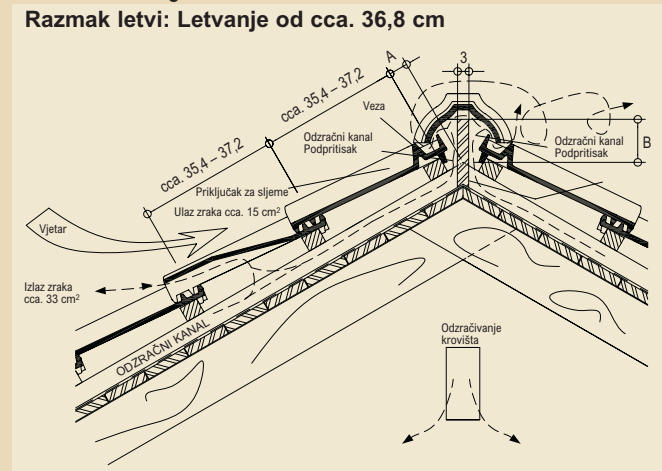 Razmak letvi: Letvanje od cca. 36,8 cm
A
3
cca. 35,4 – 37,2
Veza
Odzračni kanal
Podpritisak
Odzračni kanal
Podpritisak
B
cca. 35,4 – 37,2
Priključak za sljeme
Ulaz zraka cca. 15 cm²
Vjetar
Izlaz zraka
cca. 33 cm²
ODZRAČNI KANAL
Odzračivanje
krovišta